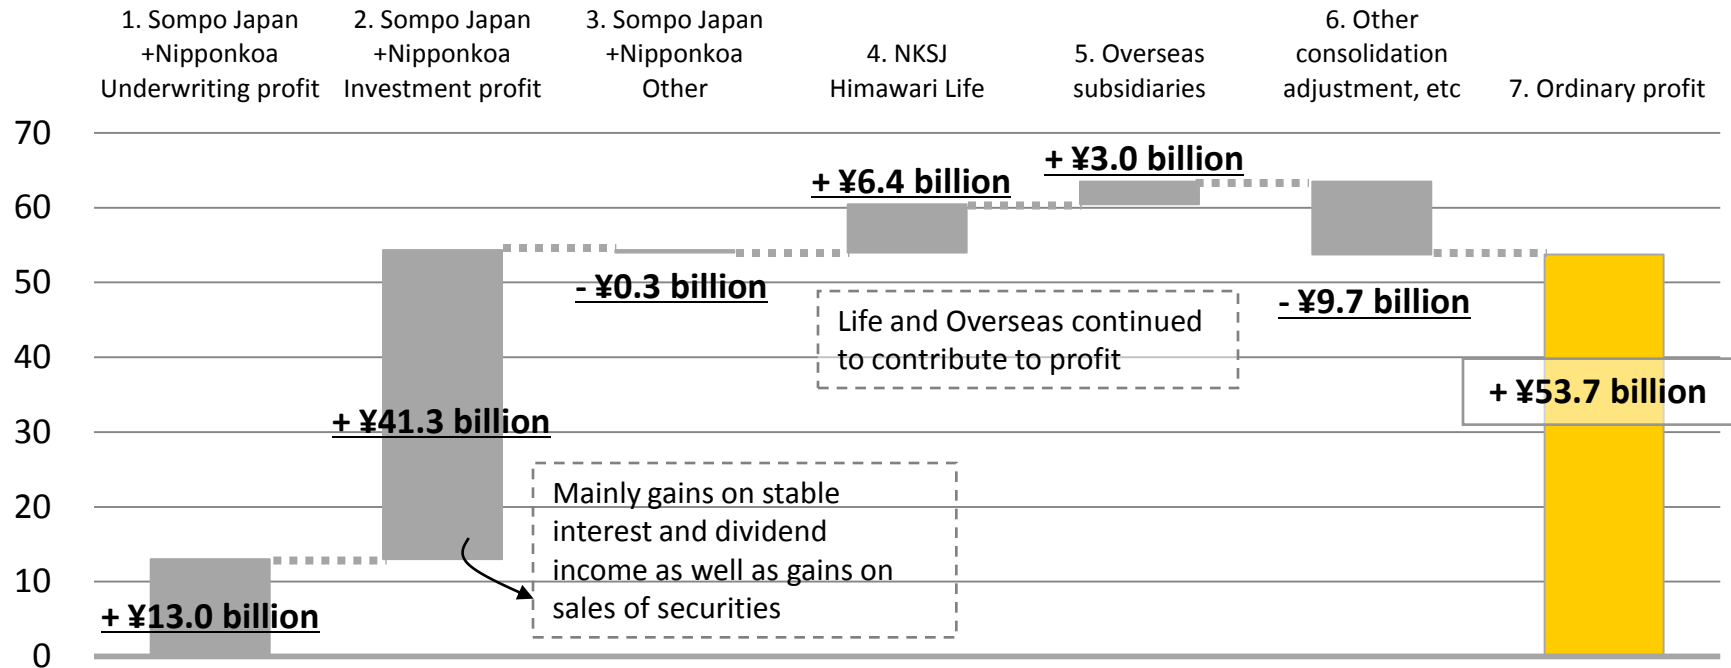 1. Sompo Japan
+Nipponkoa
Underwriting profit
2. Sompo Japan
+Nipponkoa
Investment profit
3. Sompo Japan
+Nipponkoa
Other
4. NKSJ
Himawari Life
5. Overseas
subsidiaries
6. Other
consolidation
adjustment, etc
7. Ordinary profit
70
60
50
40
30
20
10
0
+ ¥13.0 billion
+ ¥41.3 billion
- ¥0.3 billion
+ ¥6.4 billion
+ ¥3.0 billion
- ¥9.7 billion
+ ¥53.7 billion
Life and Overseas continued
to contribute to profit
Mainly gains on stable
interest and dividend
income as well as gains on
sales of securities